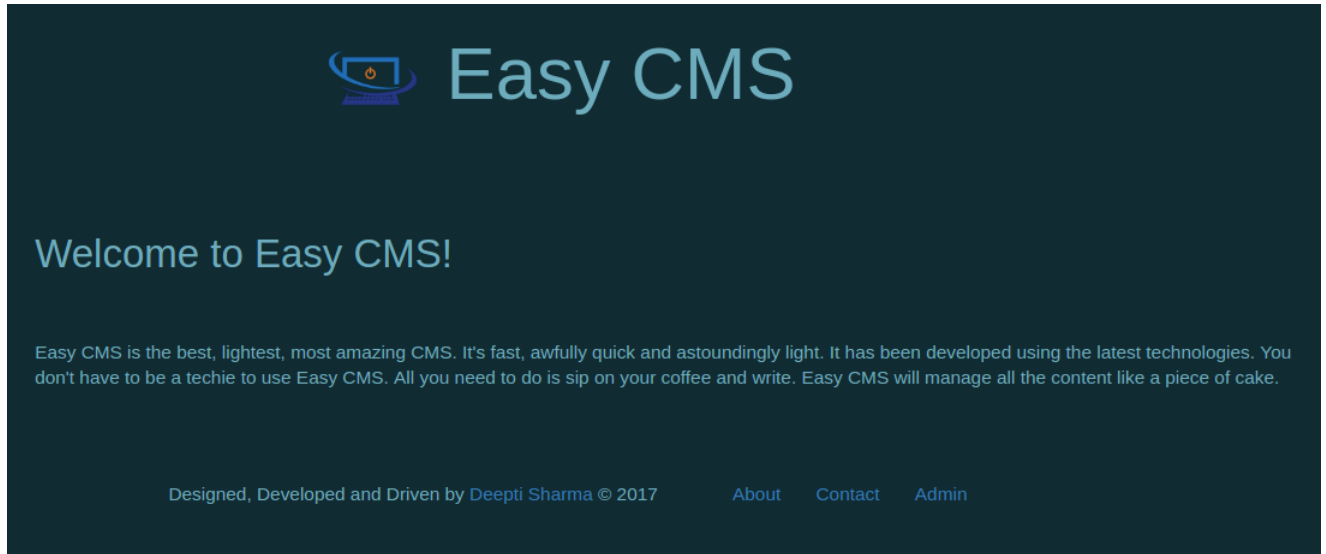 Easy CMS
Welcome to Easy CMS!
Easy CMS is the best, lightest, most amazing CMS. It's fast, awfully quick and astoundingly light. It has been developed using the latest technologies. You
don't have to be a techie to use Easy CMS. All you need to do is sip on your coffee and write. Easy CMS will manage all the content like a piece of cake.
Designed, Developed and Driven by Deepti Sharma © 2017 About Contact Admin